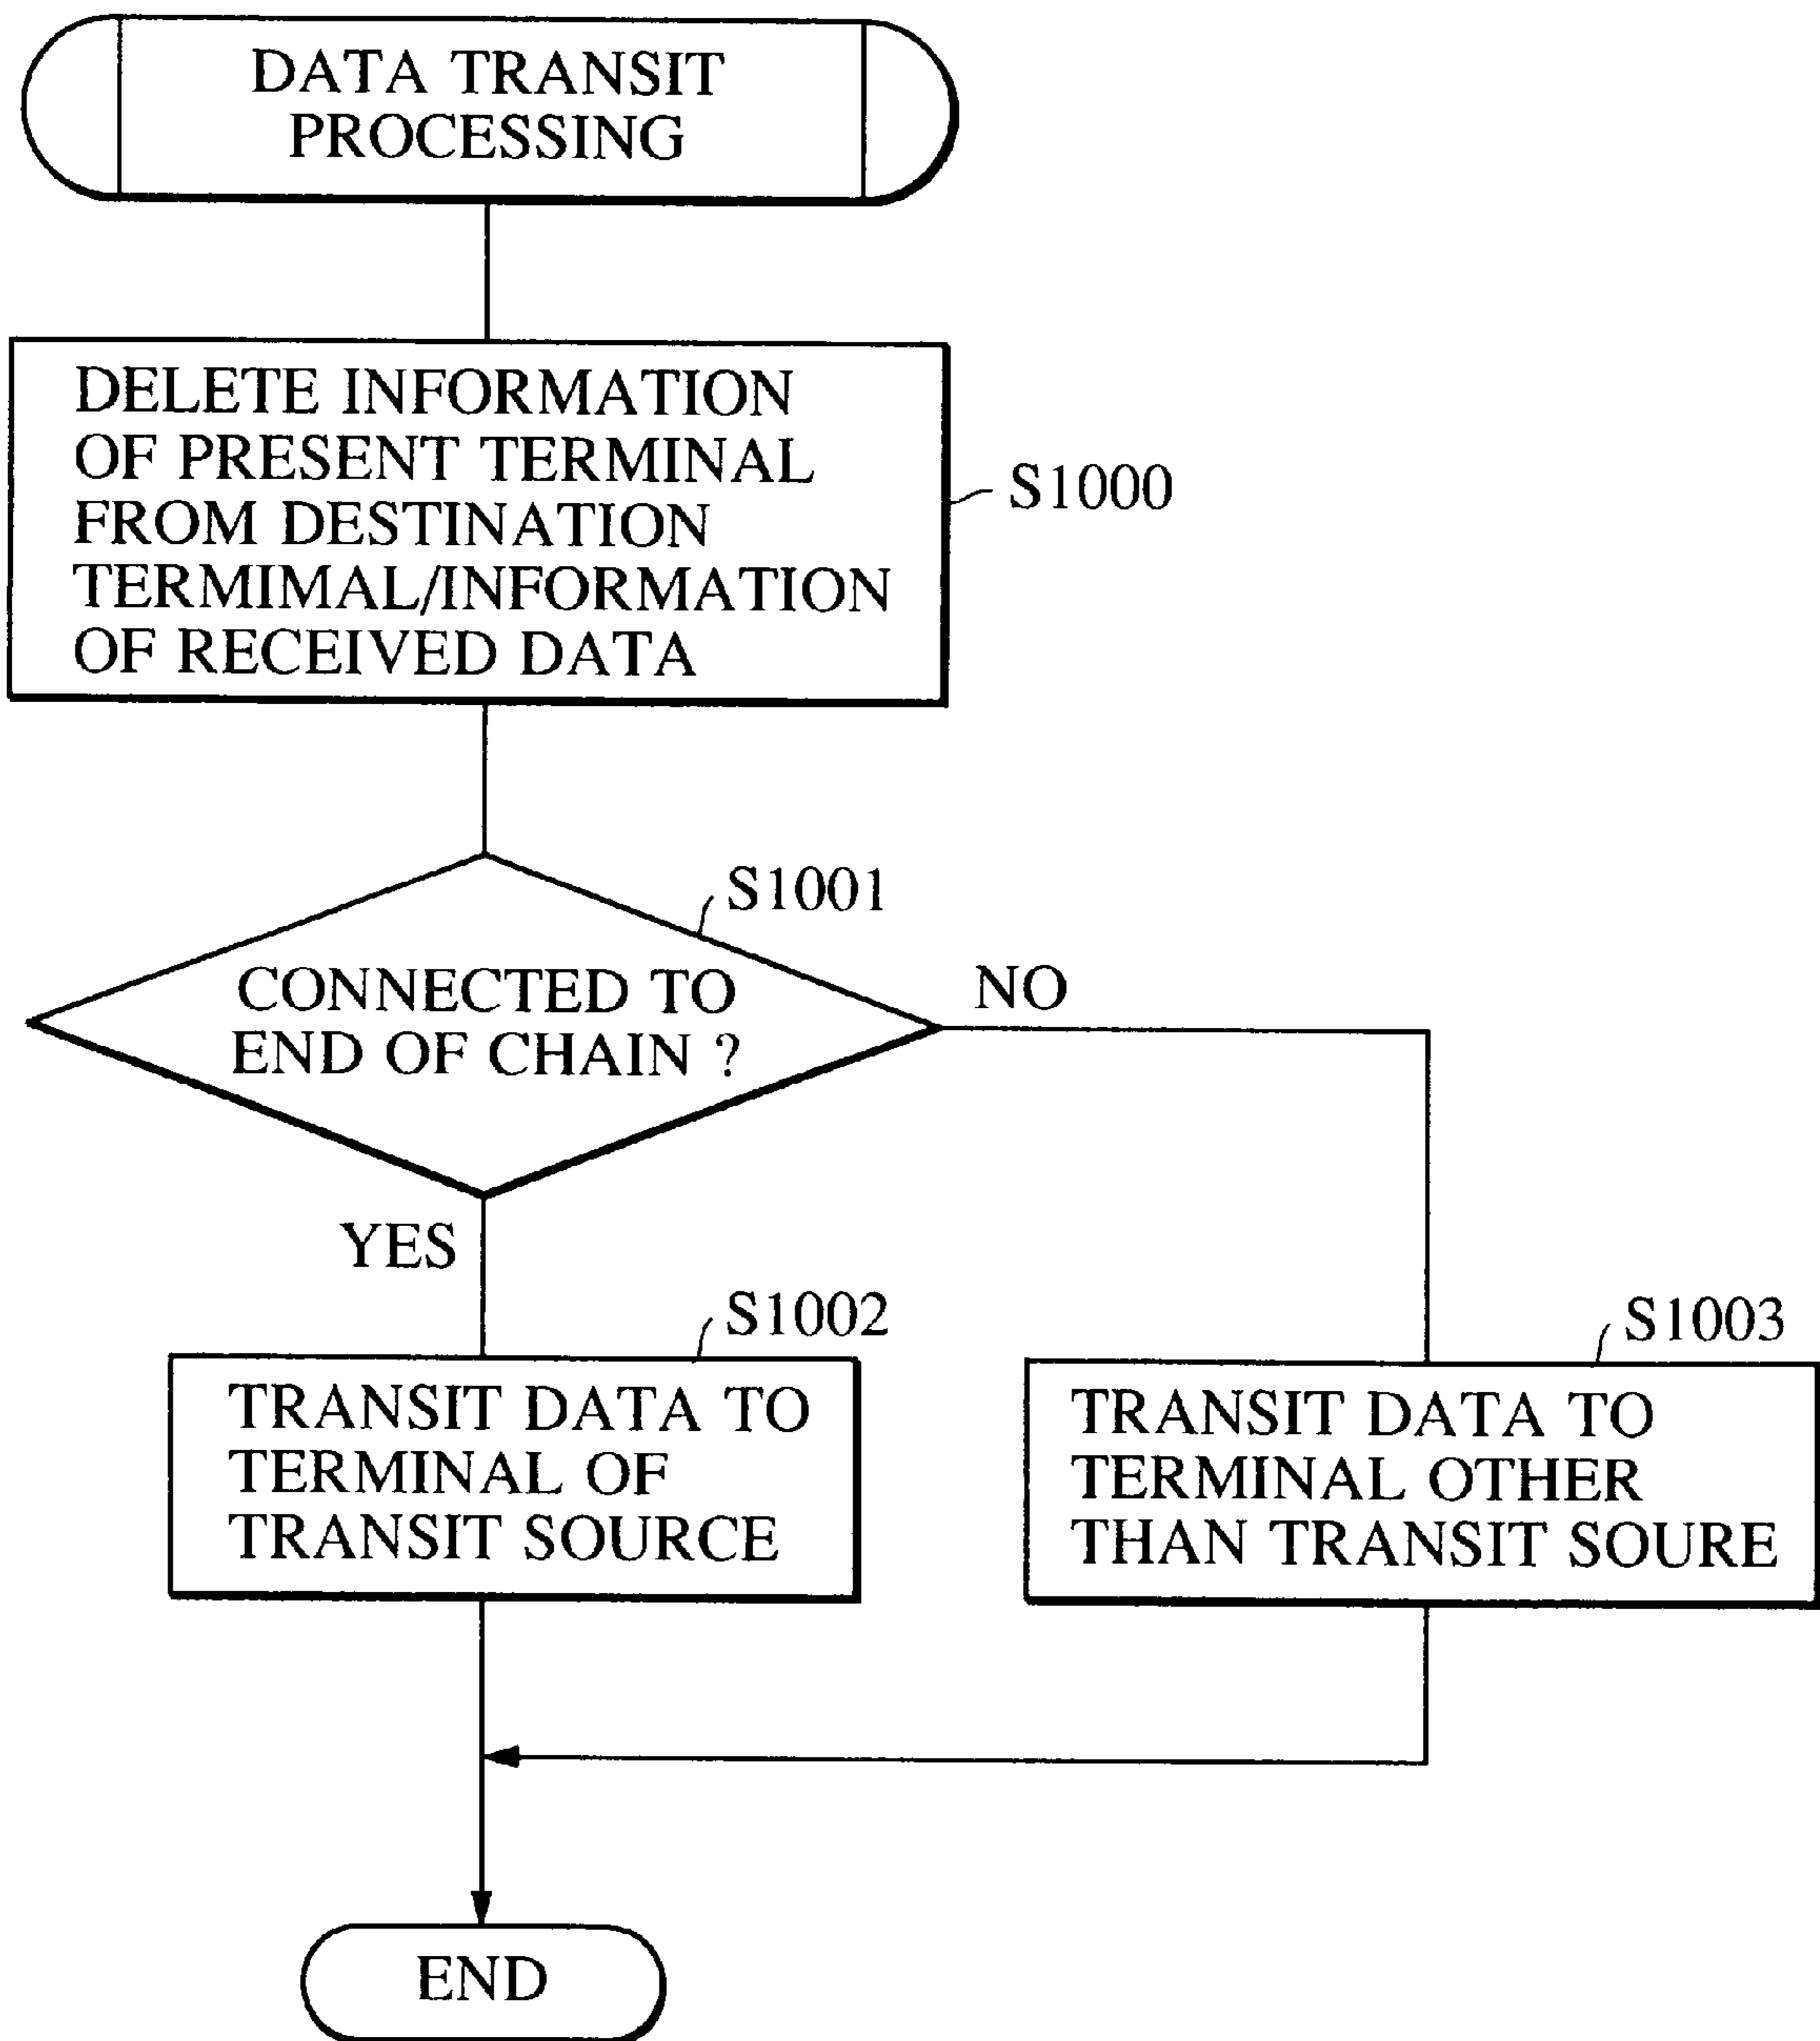 DATA TRANSIT
PROCESSING
DELETE INFORMATION
OF PRESENT TERMINAL
FROM DESTINATION
TERMIMAL/INFORMATION
OF RECEIVED DATA
S1000
S1001
CONNECTED TO
END OF CHAIN ?
NO
YES
S1002
TRANSIT DATA TO
TERMINAL OF
TRANSIT SOURCE
S1003
TRANSIT DATA TO
TERMINAL OTHER
THAN TRANSIT SOURE
END